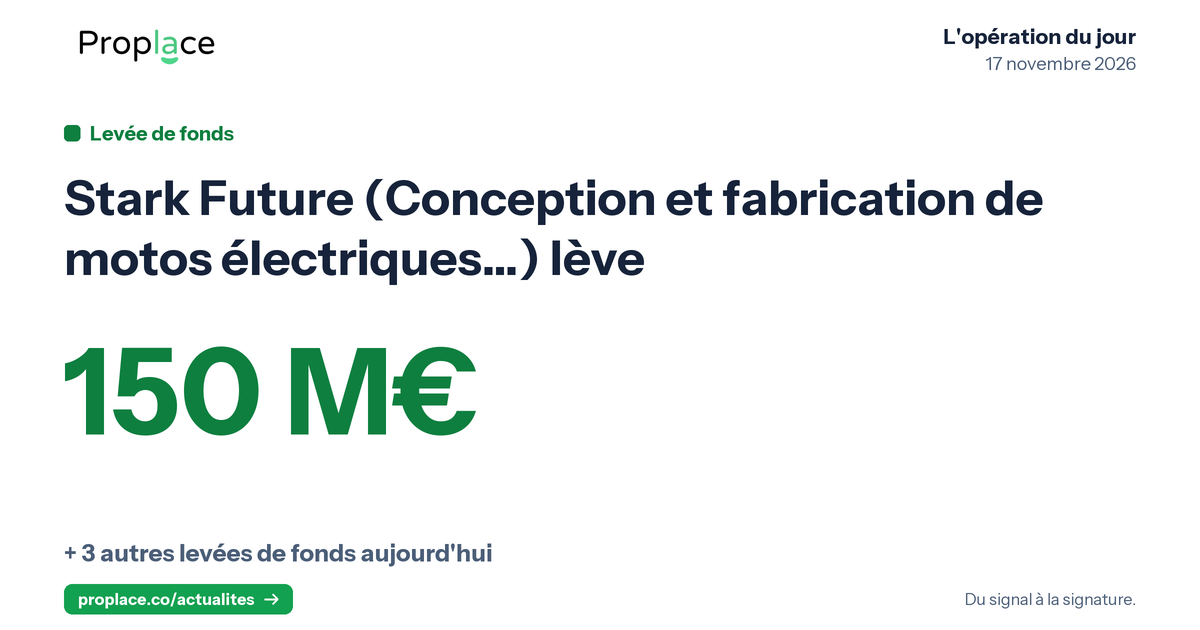 Proplace
L'opération du jour
17 novembre 2026
Levée de fonds
Stark Future (Conception et fabrication de
motos électriques...) lève
150 M€
+ 3 autres levées de fonds aujourd'hui
proplace.co/actualites →
Du signal à la signature.